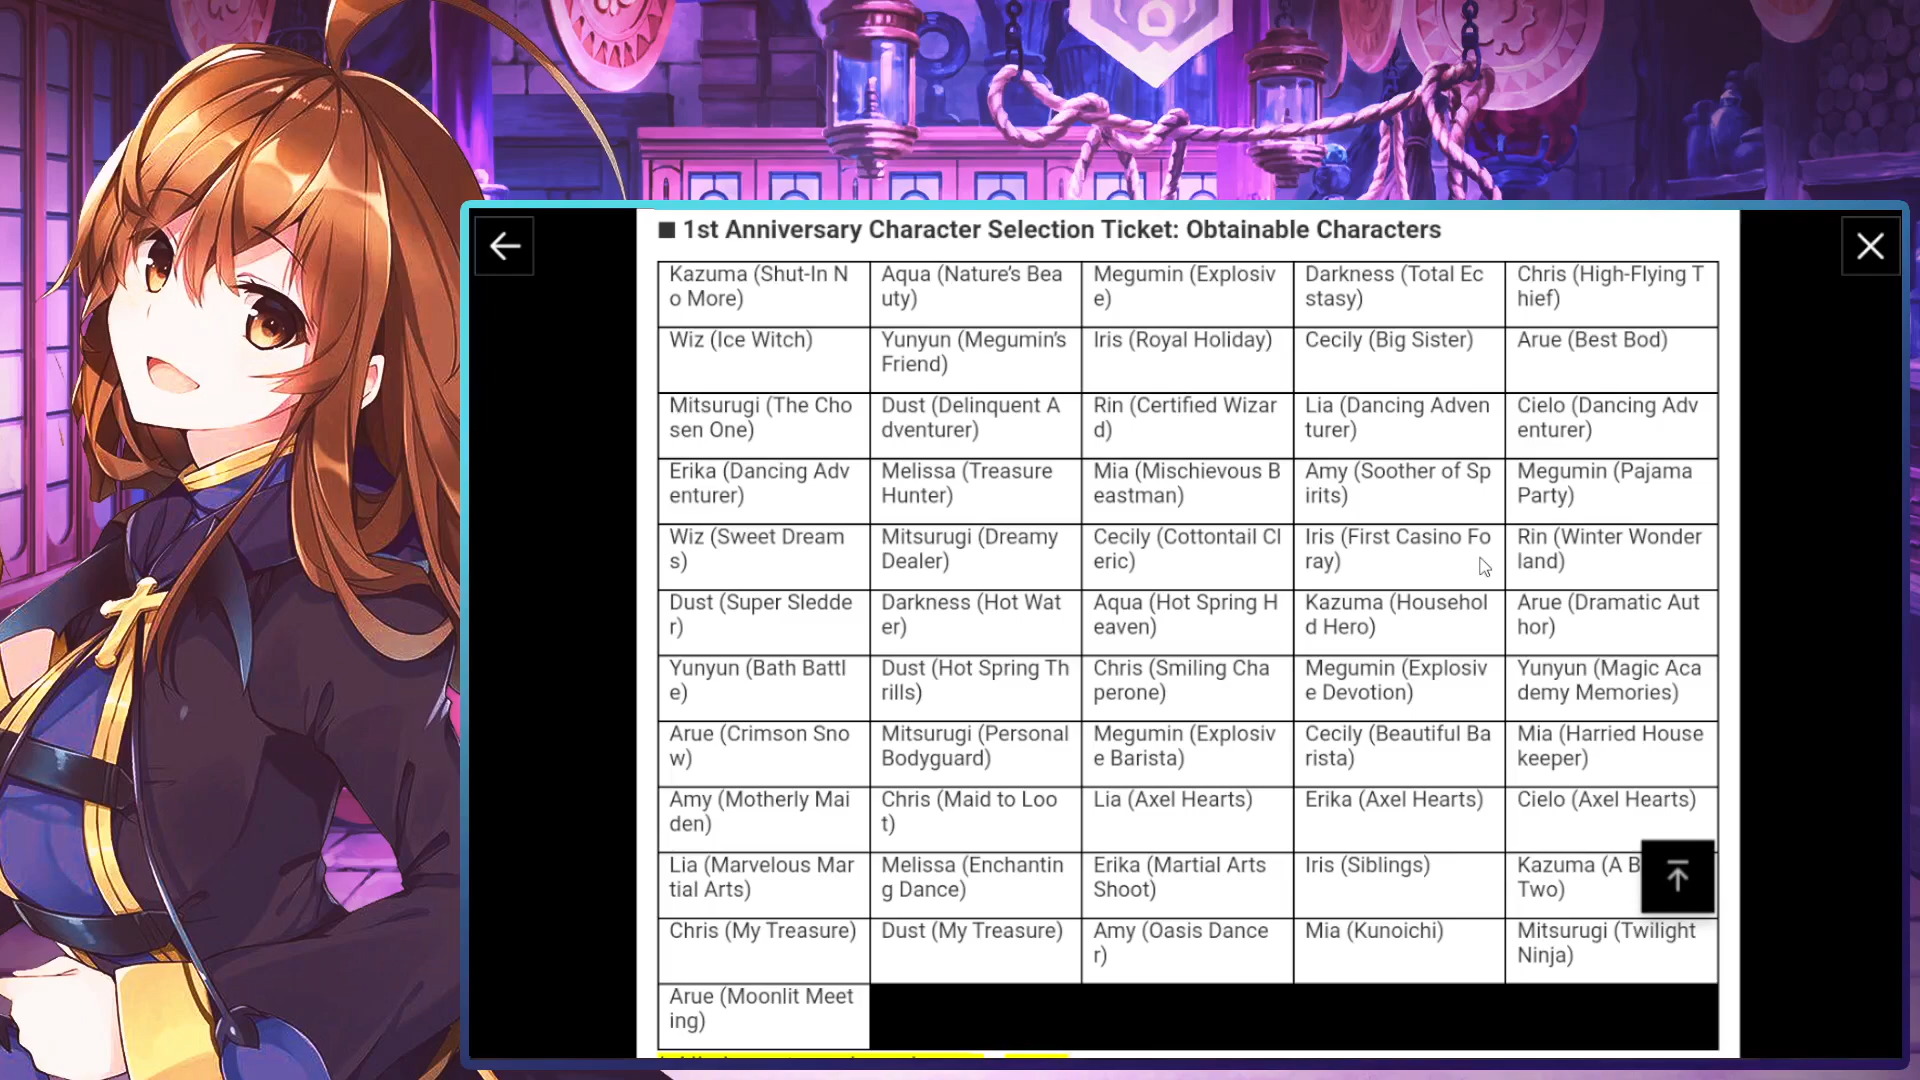 ■ 1st Anniversary Character Selection Ticket: Obtainable Characters
Kazuma (Shut-In N
o More)
Aqua (Nature's Bea
uty)
Megumin (Explosiv
e)
Darkness (Total Ec
stasy)
Chris (High-Flying T
hief)
Wiz (Ice Witch)
Yunyun (Megumin's
Friend)
Iris (Royal Holiday)
Cecily (Big Sister)
Arue (Best Bod)
Mitsurugi (The Cho
sen One)
Dust (Delinquent A
dventurer)
Rin (Certified Wizar
d)
Lia (Dancing Adven
turer)
Cielo (Dancing Adv
enturer)
Erika (Dancing Adv
enturer)
Melissa (Treasure
Hunter)
Mia (Mischievous B
eastman)
Amy (Soother of Sp
irits)
Megumin (Pajama
Party)
Wiz (Sweet Dream
s)
Mitsurugi (Dreamy
Dealer)
Cecily (Cottontail Cl
eric)
Iris (First Casino Fo
ray)
Rin (Winter Wonder
land)
Dust (Super Sledde
r)
Darkness (Hot Wat
er)
Aqua (Hot Spring H
eaven)
Kazuma (Househol
d Hero)
Arue (Dramatic Aut
hor)
Yunyun (Bath Battl
e)
Dust (Hot Spring Th
rills)
Chris (Smiling Cha
perone)
Megumin (Explosiv
e Devotion)
Yunyun (Magic Aca
demy Memories)
Arue (Crimson Sno
w)
Mitsurugi (Personal
Bodyguard)
Megumin (Explosiv
e Barista)
Cecily (Beautiful Ba
rista)
Mia (Harried House
keeper)
Amy (Motherly Mai
den)
Chris (Maid to Loo
t)
Lia (Axel Hearts)
Erika (Axel Hearts)
Cielo (Axel Hearts)
Lia (Marvelous Mar
tial Arts)
Melissa (Enchantin
g Dance)
Erika (Martial Arts
Shoot)
Iris (Siblings)
Kazuma (A B
Two)
Chris (My Treasure)
Dust (My Treasure)
Amy (Oasis Dance
r)
Mia (Kunoichi)
Mitsurugi (Twilight
Ninja)
Arue (Moonlit Meet
ing)